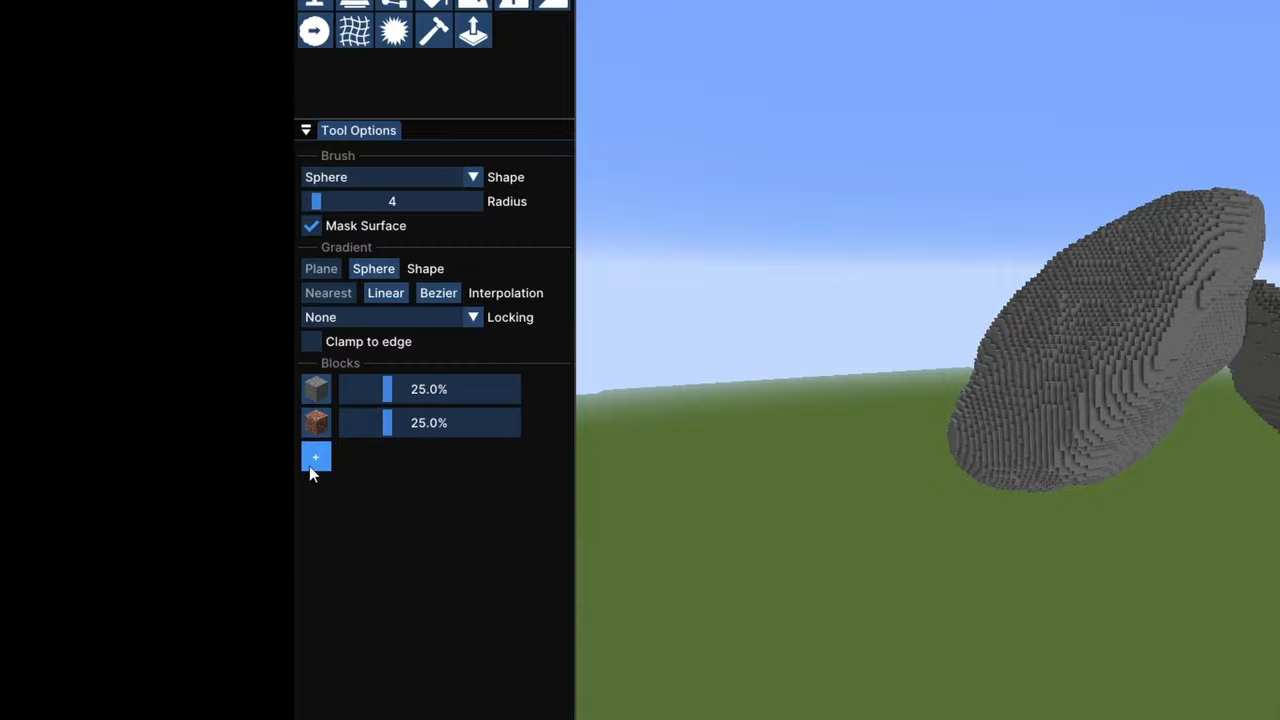 Tool Options
Brush
Sphere Shape
4 Radius
Mask Surface
Gradient
Plane Sphere Shape
Nearest Linear Bezier Interpolation
None Locking
Clamp to edge
Blocks
25.0%
25.0%
+